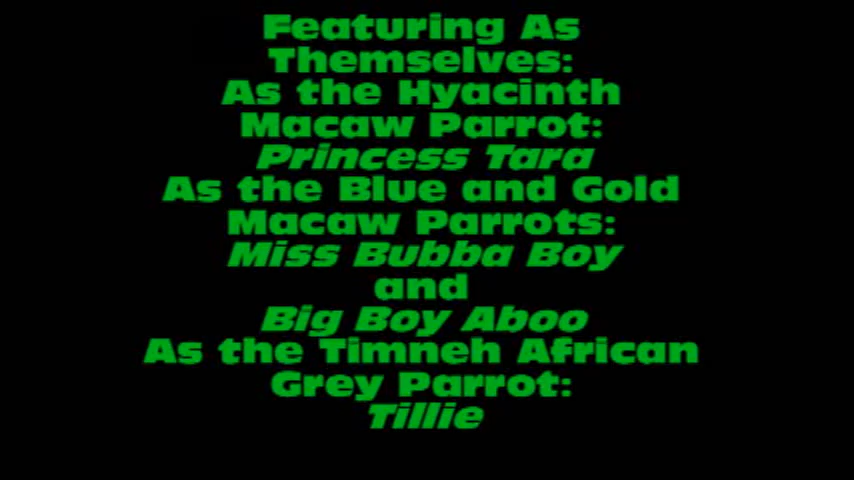 Featuring As
Themselves:
As the Hyacinth
Macaw Parrot:
Princess Tara
As the Blue and Gold
Macaw Parrots:
Miss Bubba Boy
and
Big Boy Aboo
As the Timneh African
Grey Parrot:
Tillie